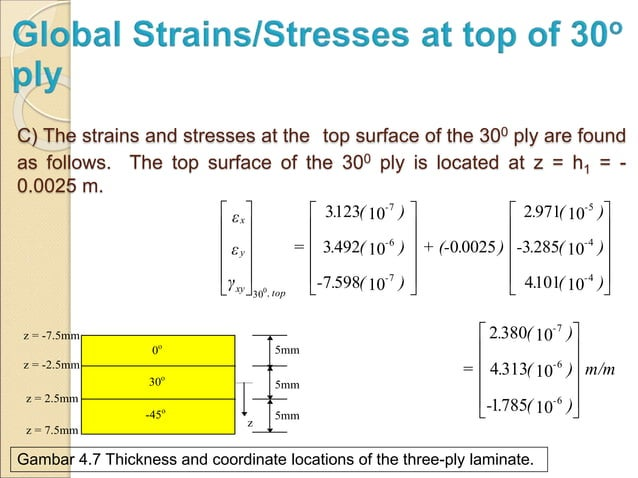 Global Strains/Stresses at top of 30º
ply
C) The strains and stresses at the top surface of the 30⁰ ply are found
as follows. The top surface of the 30⁰ ply is located at z = h₁ = -
0.0025 m.
[εx εy γxy]30⁰, top = [3.123(10⁻⁷) 3.492(10⁻⁶) -7.598(10⁻⁷)] + (-0.0025) [2.971(10⁻⁵) -3.285(10⁻⁴) 4.101(10⁻⁴)]
= [2.380(10⁻⁷) 4.313(10⁻⁶) -1.785(10⁻⁶)] m/m
z = -7.5mm
0º
5mm
z = -2.5mm
30º
5mm
z = 2.5mm
-45º
5mm
z
z = 7.5mm
Gambar 4.7 Thickness and coordinate locations of the three-ply laminate.